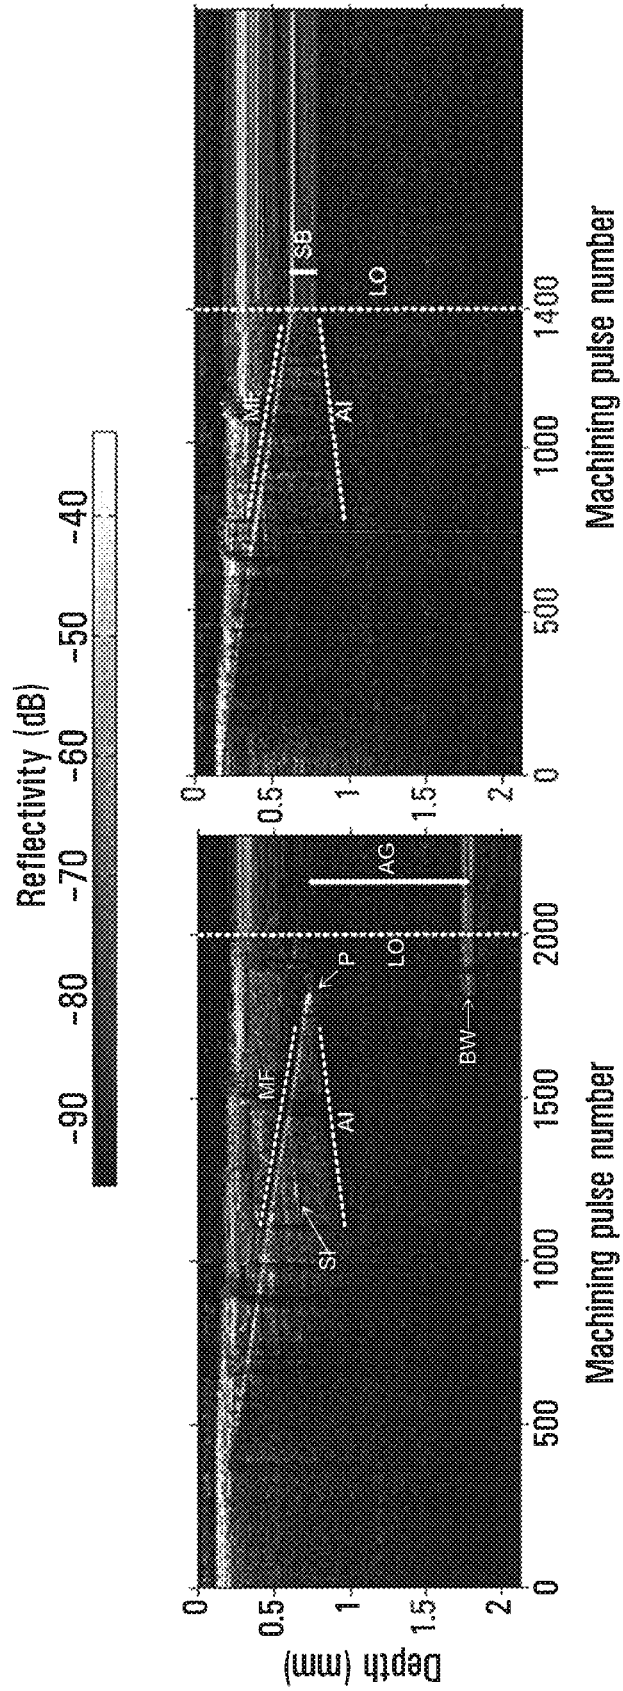 Reflectivity (dB)
-90 -80 -70 -60 -50 -40
Depth (mm)
0
0.5
1
1.5
2
MF
SI
AI
P
LO
AG
BW
0 500 1000 1500 2000
Machining pulse number
0
0.5
1
1.5
2
MF
AI
SB
LO
0 500 1000 1400
Machining pulse number